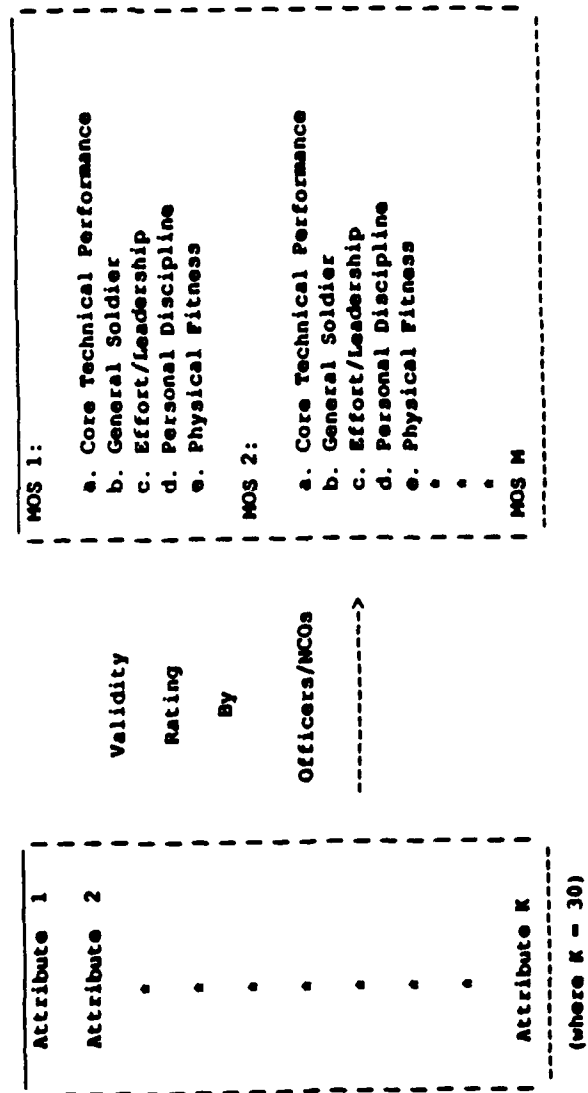 Attribute 1
Attribute 2
*
*
*
*
*
*
*
Attribute K
(where K = 30)
Validity
Rating
By
Officers/NCOs
------------>
MOS 1:
a. Core Technical Performance
b. General Soldier
c. Effort/Leadership
d. Personal Discipline
e. Physical Fitness
MOS 2:
a. Core Technical Performance
b. General Soldier
c. Effort/Leadership
d. Personal Discipline
e. Physical Fitness
*
*
*
MOS M